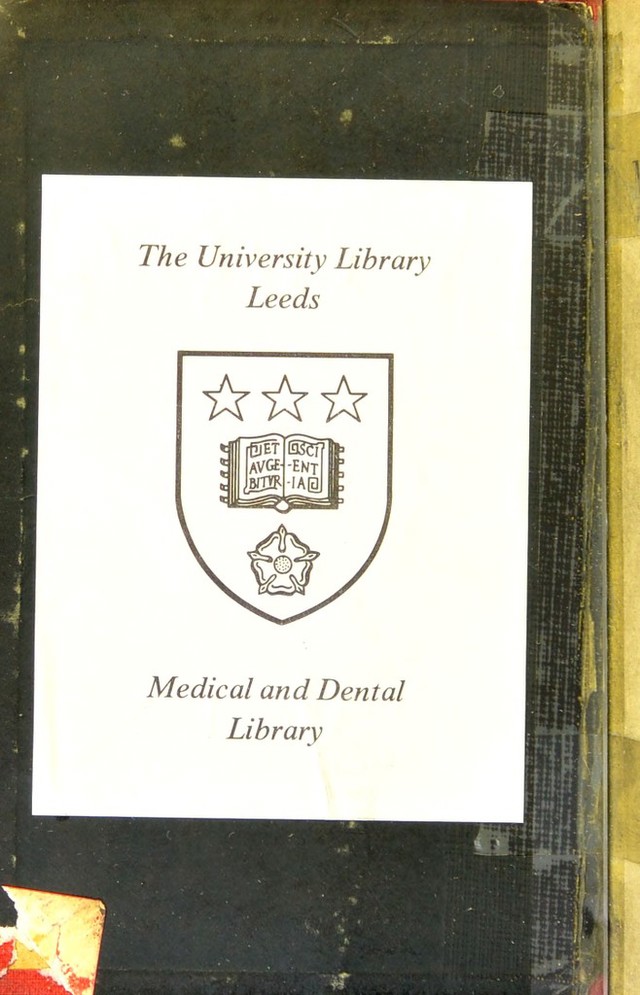 The University Library
Leeds
ET SCI
AVGE- -ENT
BITVR -IA
Medical and Dental
Library